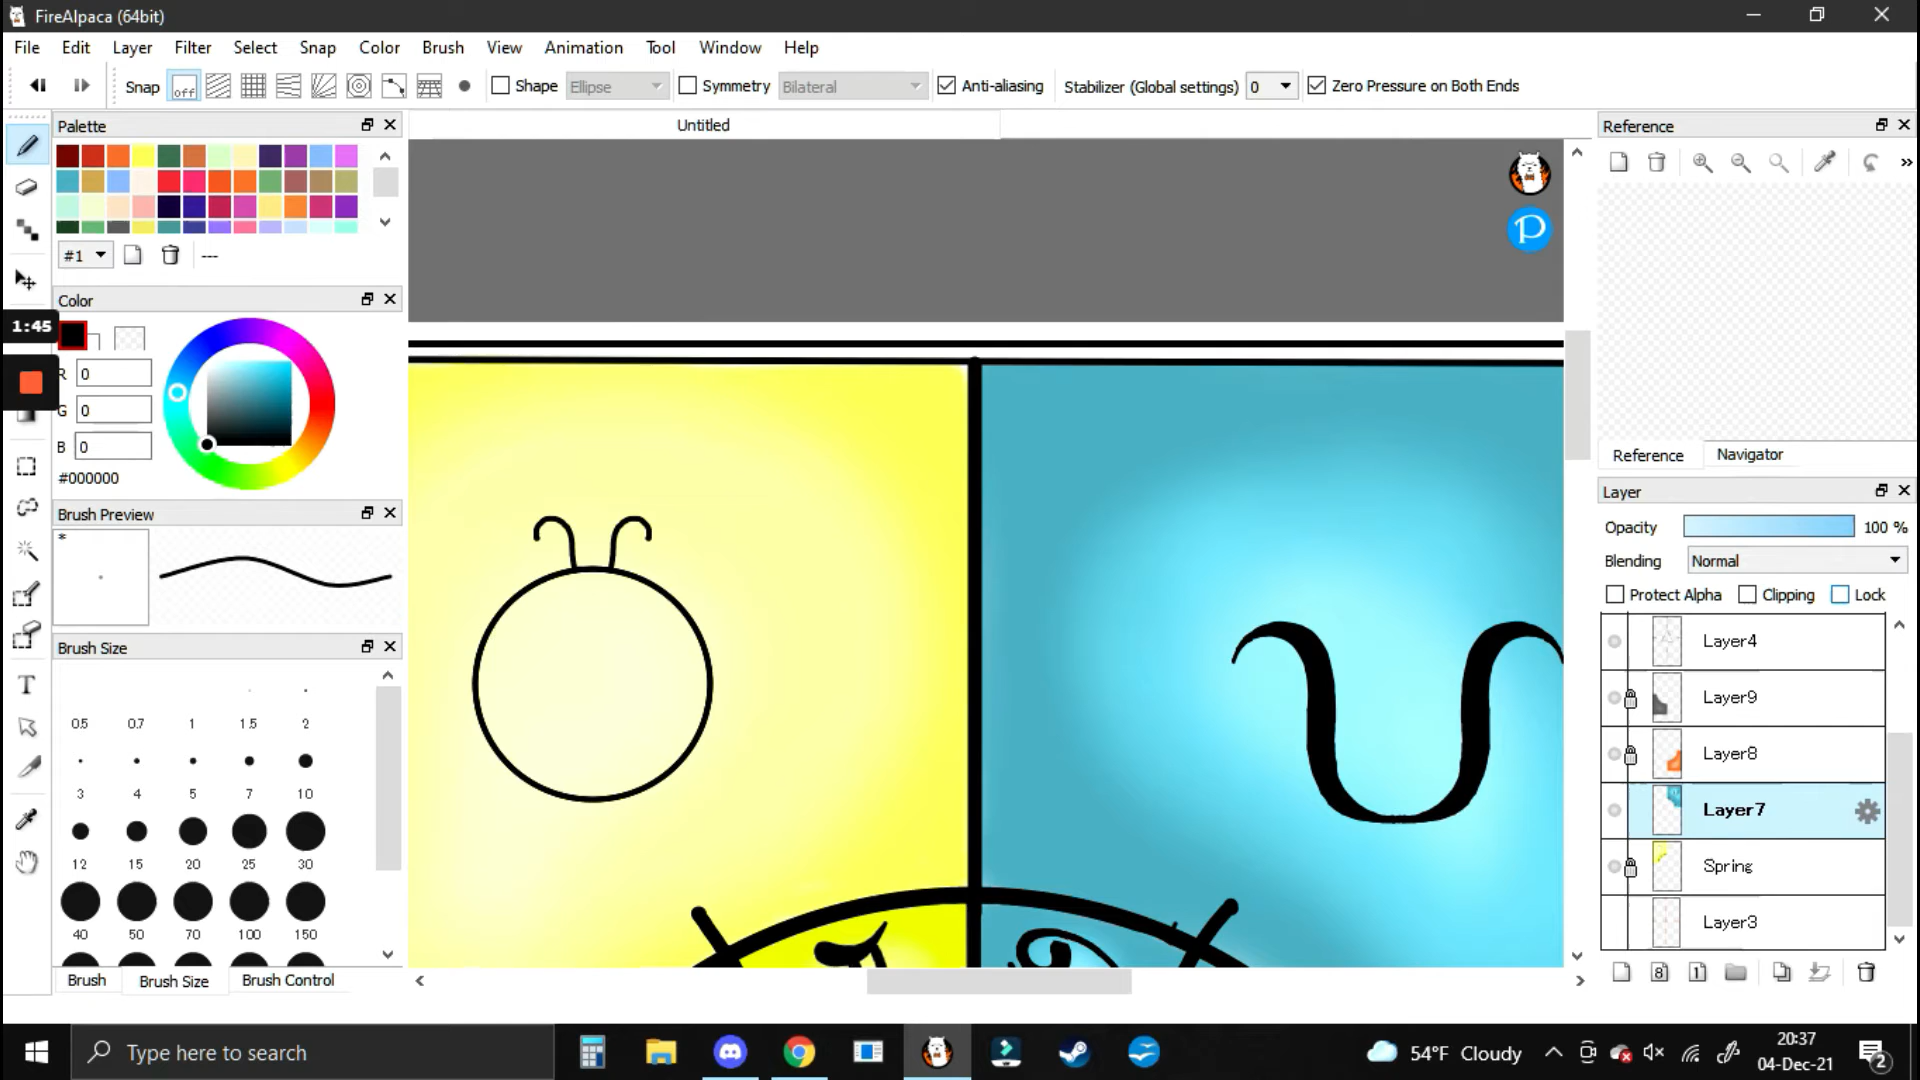 FireAlpaca (64bit)
File Edit Layer Filter Select Snap Color Brush View Animation Tool Window Help
Snap off Shape Ellipse Symmetry Bilateral Anti-aliasing Stabilizer (Global settings) 0 Zero Pressure on Both Ends
Palette
Untitled
Reference
#1 ---
Color
1:45
R 0
G 0
B 0
#000000
Reference Navigator
Layer
Brush Preview
*
Opacity 100 %
Blending Normal
Protect Alpha Clipping Lock
Brush Size
Layer4
0.5 0.7 1 1.5 2
Layer9
3 4 5 7 10
Layer8
12 15 20 25 30
Layer7
Spring
40 50 70 100 150
Layer3
Brush Brush Size Brush Control
8 1
Type here to search
54°F Cloudy
20:37
04-Dec-21
2